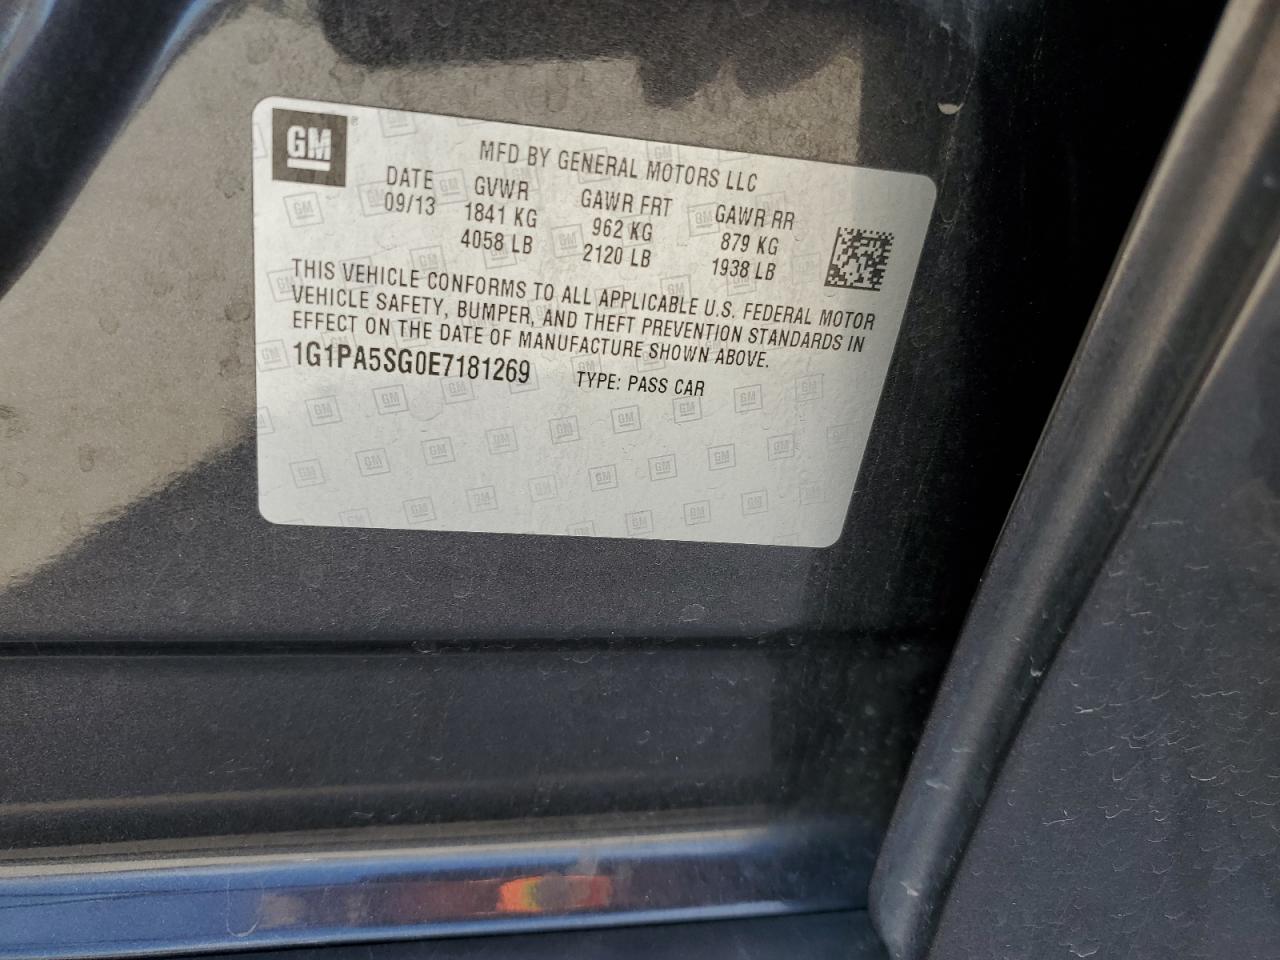 GM ®
MFD BY GENERAL MOTORS LLC
DATE GVWR GAWR FRT GAWR RR
09/13 1841 KG 962 KG 879 KG
4058 LB 2120 LB 1938 LB
THIS VEHICLE CONFORMS TO ALL APPLICABLE U.S. FEDERAL MOTOR
VEHICLE SAFETY, BUMPER, AND THEFT PREVENTION STANDARDS IN
EFFECT ON THE DATE OF MANUFACTURE SHOWN ABOVE.
1G1PA5SG0E7181269 TYPE: PASS CAR